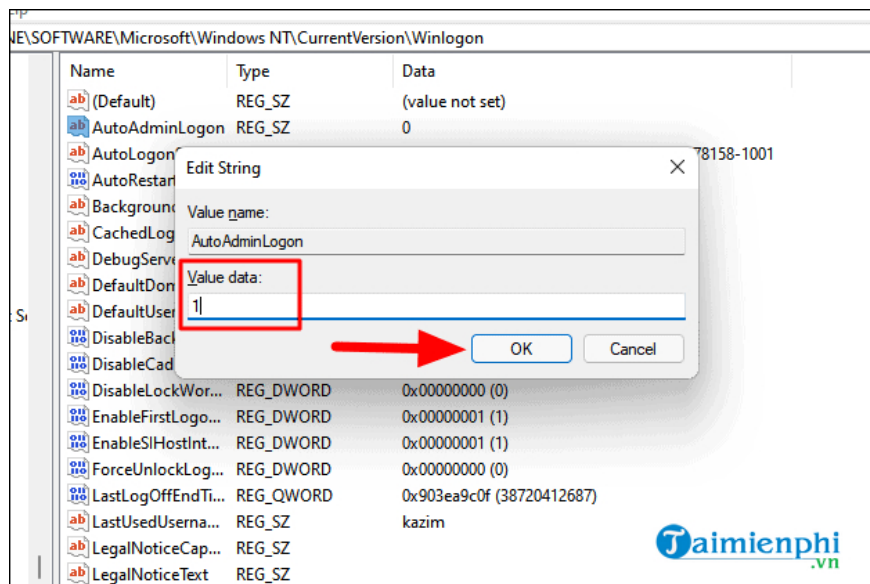 NE\SOFTWARE\Microsoft\Windows NT\CurrentVersion\Winlogon
Name Type Data
(Default) REG_SZ (value not set)
AutoAdminLogon REG_SZ 0
AutoLogon 78158-1001
AutoRestart
Background
CachedLog
DebugServe
DefaultDom
DefaultUser
DisableBack
DisableCad
DisableLockWor... REG_DWORD 0x00000000 (0)
EnableFirstLogo... REG_DWORD 0x00000001 (1)
EnableSIHostInt... REG_DWORD 0x00000001 (1)
ForceUnlockLog... REG_DWORD 0x00000000 (0)
LastLogOffEndTi... REG_QWORD 0x903ea9c0f (38720412687)
LastUsedUserna... REG_SZ kazim
LegalNoticeCap... REG_SZ
LegalNoticeText REG_SZ
Edit String
Value name:
AutoAdminLogon
Value data:
1
OK Cancel
Taimienphi
.vn